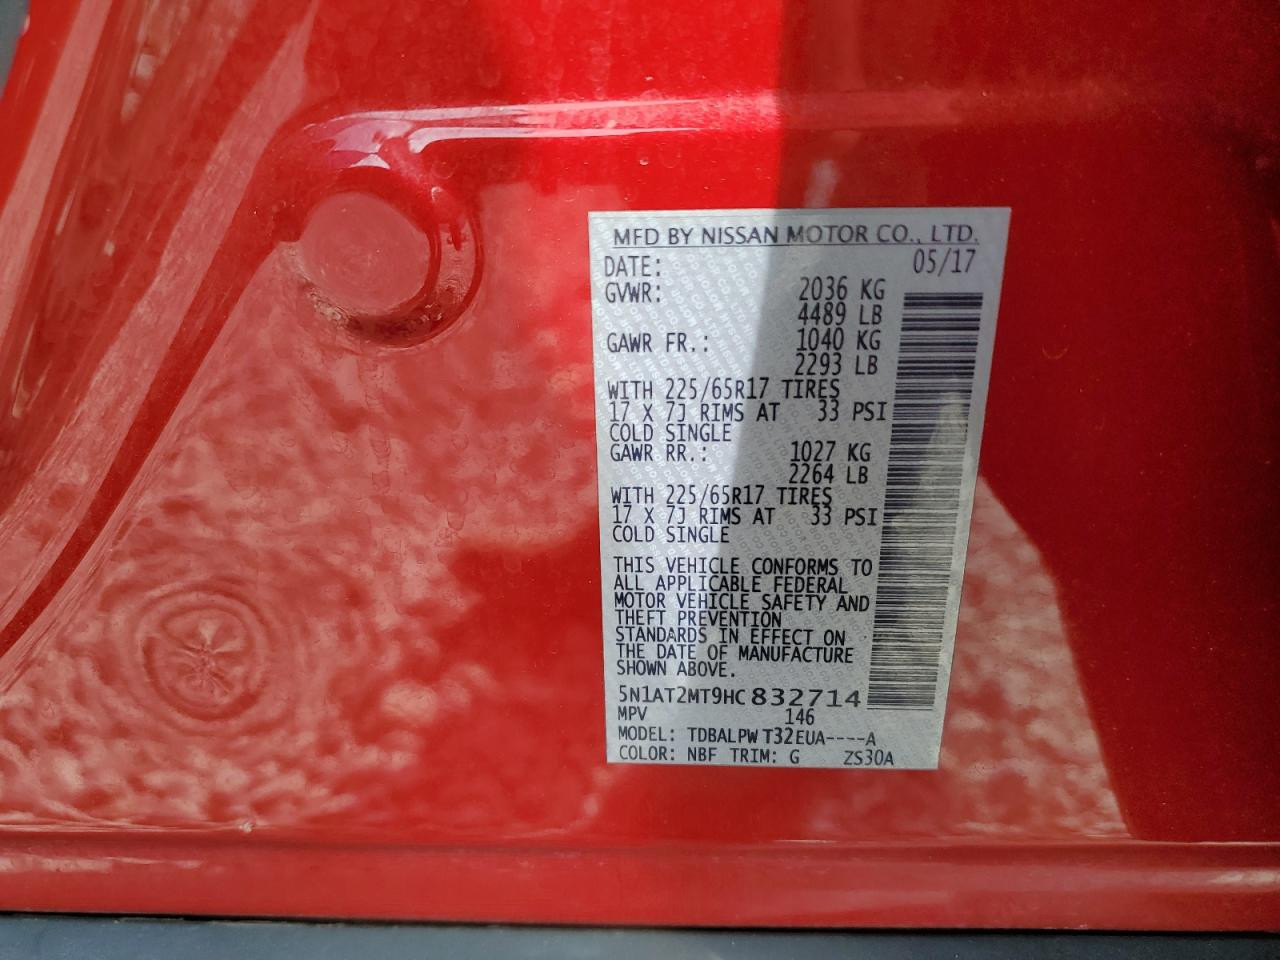 MFD BY NISSAN MOTOR CO., LTD.
DATE: 05/17
GVWR: 2036 KG
4489 LB
GAWR FR.: 1040 KG
2293 LB
WITH 225/65R17 TIRES
17 X 7J RIMS AT 33 PSI
COLD SINGLE
GAWR RR.: 1027 KG
2264 LB
WITH 225/65R17 TIRES
17 X 7J RIMS AT 33 PSI
COLD SINGLE
THIS VEHICLE CONFORMS TO
ALL APPLICABLE FEDERAL
MOTOR VEHICLE SAFETY AND
THEFT PREVENTION
STANDARDS IN EFFECT ON
THE DATE OF MANUFACTURE
SHOWN ABOVE.
5N1AT2MT9HC832714
MPV 146
MODEL: TDBALPW T32EUA----A
COLOR: NBF TRIM: G ZS30A